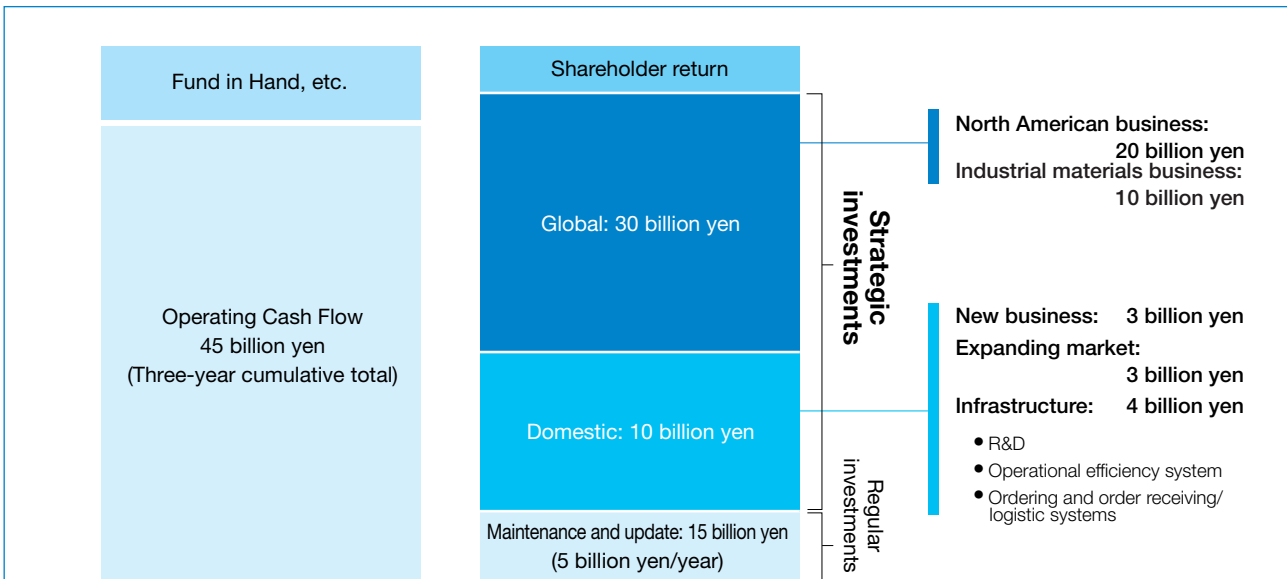 Fund in Hand, etc.
Operating Cash Flow
45 billion yen
(Three-year cumulative total)
Shareholder return
Global: 30 billion yen
Domestic: 10 billion yen
Maintenance and update: 15 billion yen
(5 billion yen/year)
Strategic
investments
Regular
investments
North American business:
20 billion yen
Industrial materials business:
10 billion yen
New business: 3 billion yen
Expanding market:
3 billion yen
Infrastructure: 4 billion yen
• R&D
• Operational efficiency system
• Ordering and order receiving/
logistic systems